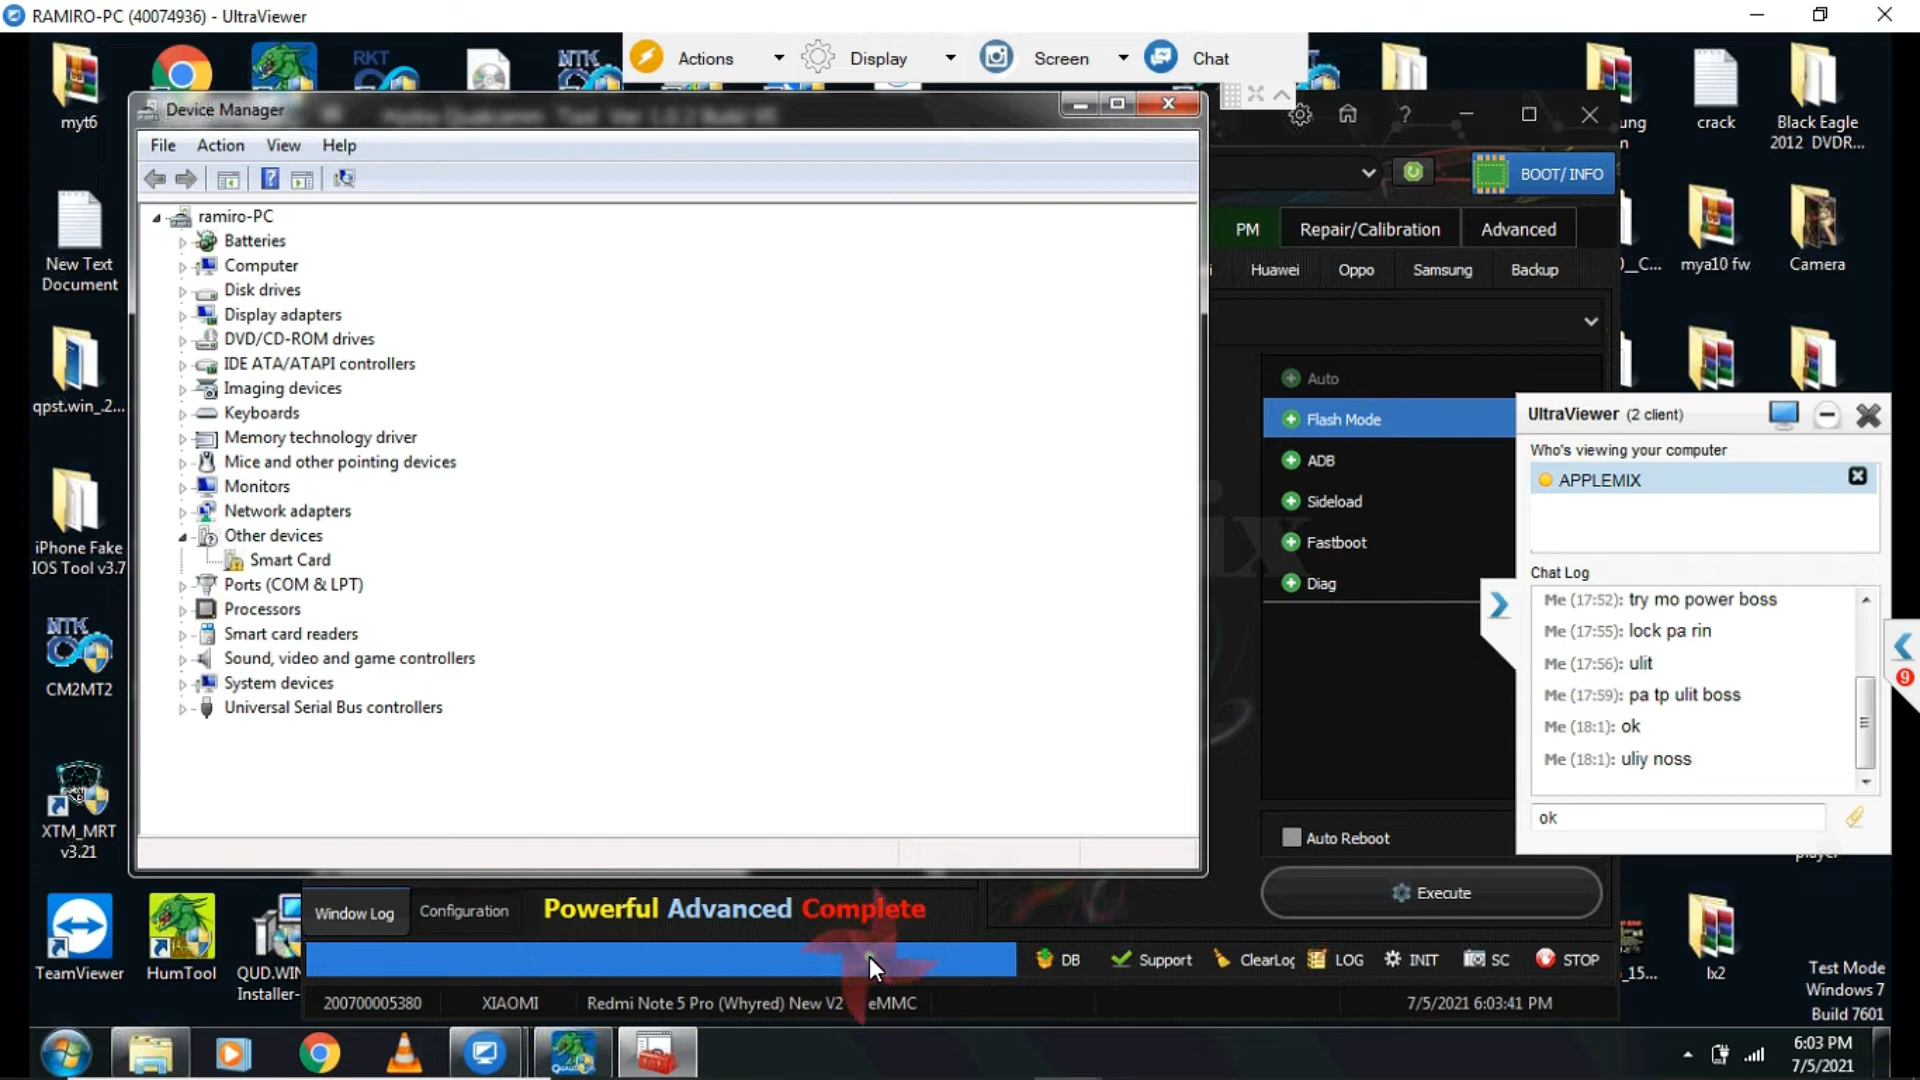 RAMIRO-PC (40074936) - UltraViewer
Actions
Display
Screen
Chat
myt6
RKT
crack
Black Eagle
2012 DVDR...
Device Manager
File Action View Help
BOOT/ INFO
ramiro-PC
Batteries
Computer
Disk drives
Display adapters
DVD/CD-ROM drives
IDE ATA/ATAPI controllers
Imaging devices
Keyboards
Memory technology driver
Mice and other pointing devices
Monitors
Network adapters
Other devices
Smart Card
Ports (COM & LPT)
Processors
Smart card readers
Sound, video and game controllers
System devices
Universal Serial Bus controllers
PM
Repair/Calibration
Advanced
Huawei
Oppo
Samsung
Backup
New Text
Document
mya10 fw
Camera
qpst.win_.2...
iPhone Fake
IOS Tool v3.7
CM2MT2
XTM_MRT
v3.21
TeamViewer
HumTool
QUD.WIN
Installer-
Auto
Flash Mode
ADB
Sideload
Fastboot
Diag
Auto Reboot
Execute
UltraViewer (2 client)
Who's viewing your computer
APPLEMIX
Chat Log
Me (17:52): try mo power boss
Me (17:55): lock pa rin
Me (17:56): ulit
Me (17:59): pa tp ulit boss
Me (18:1): ok
Me (18:1): uliy noss
ok
9
player
Window Log
Configuration
Powerful Advanced Complete
DB
Support
ClearLog
LOG
INIT
SC
STOP
200700005380
XIAOMI
Redmi Note 5 Pro (Whyred) New V2
eMMC
7/5/2021 6:03:41 PM
lx2
Test Mode
Windows 7
Build 7601
6:03 PM
7/5/2021